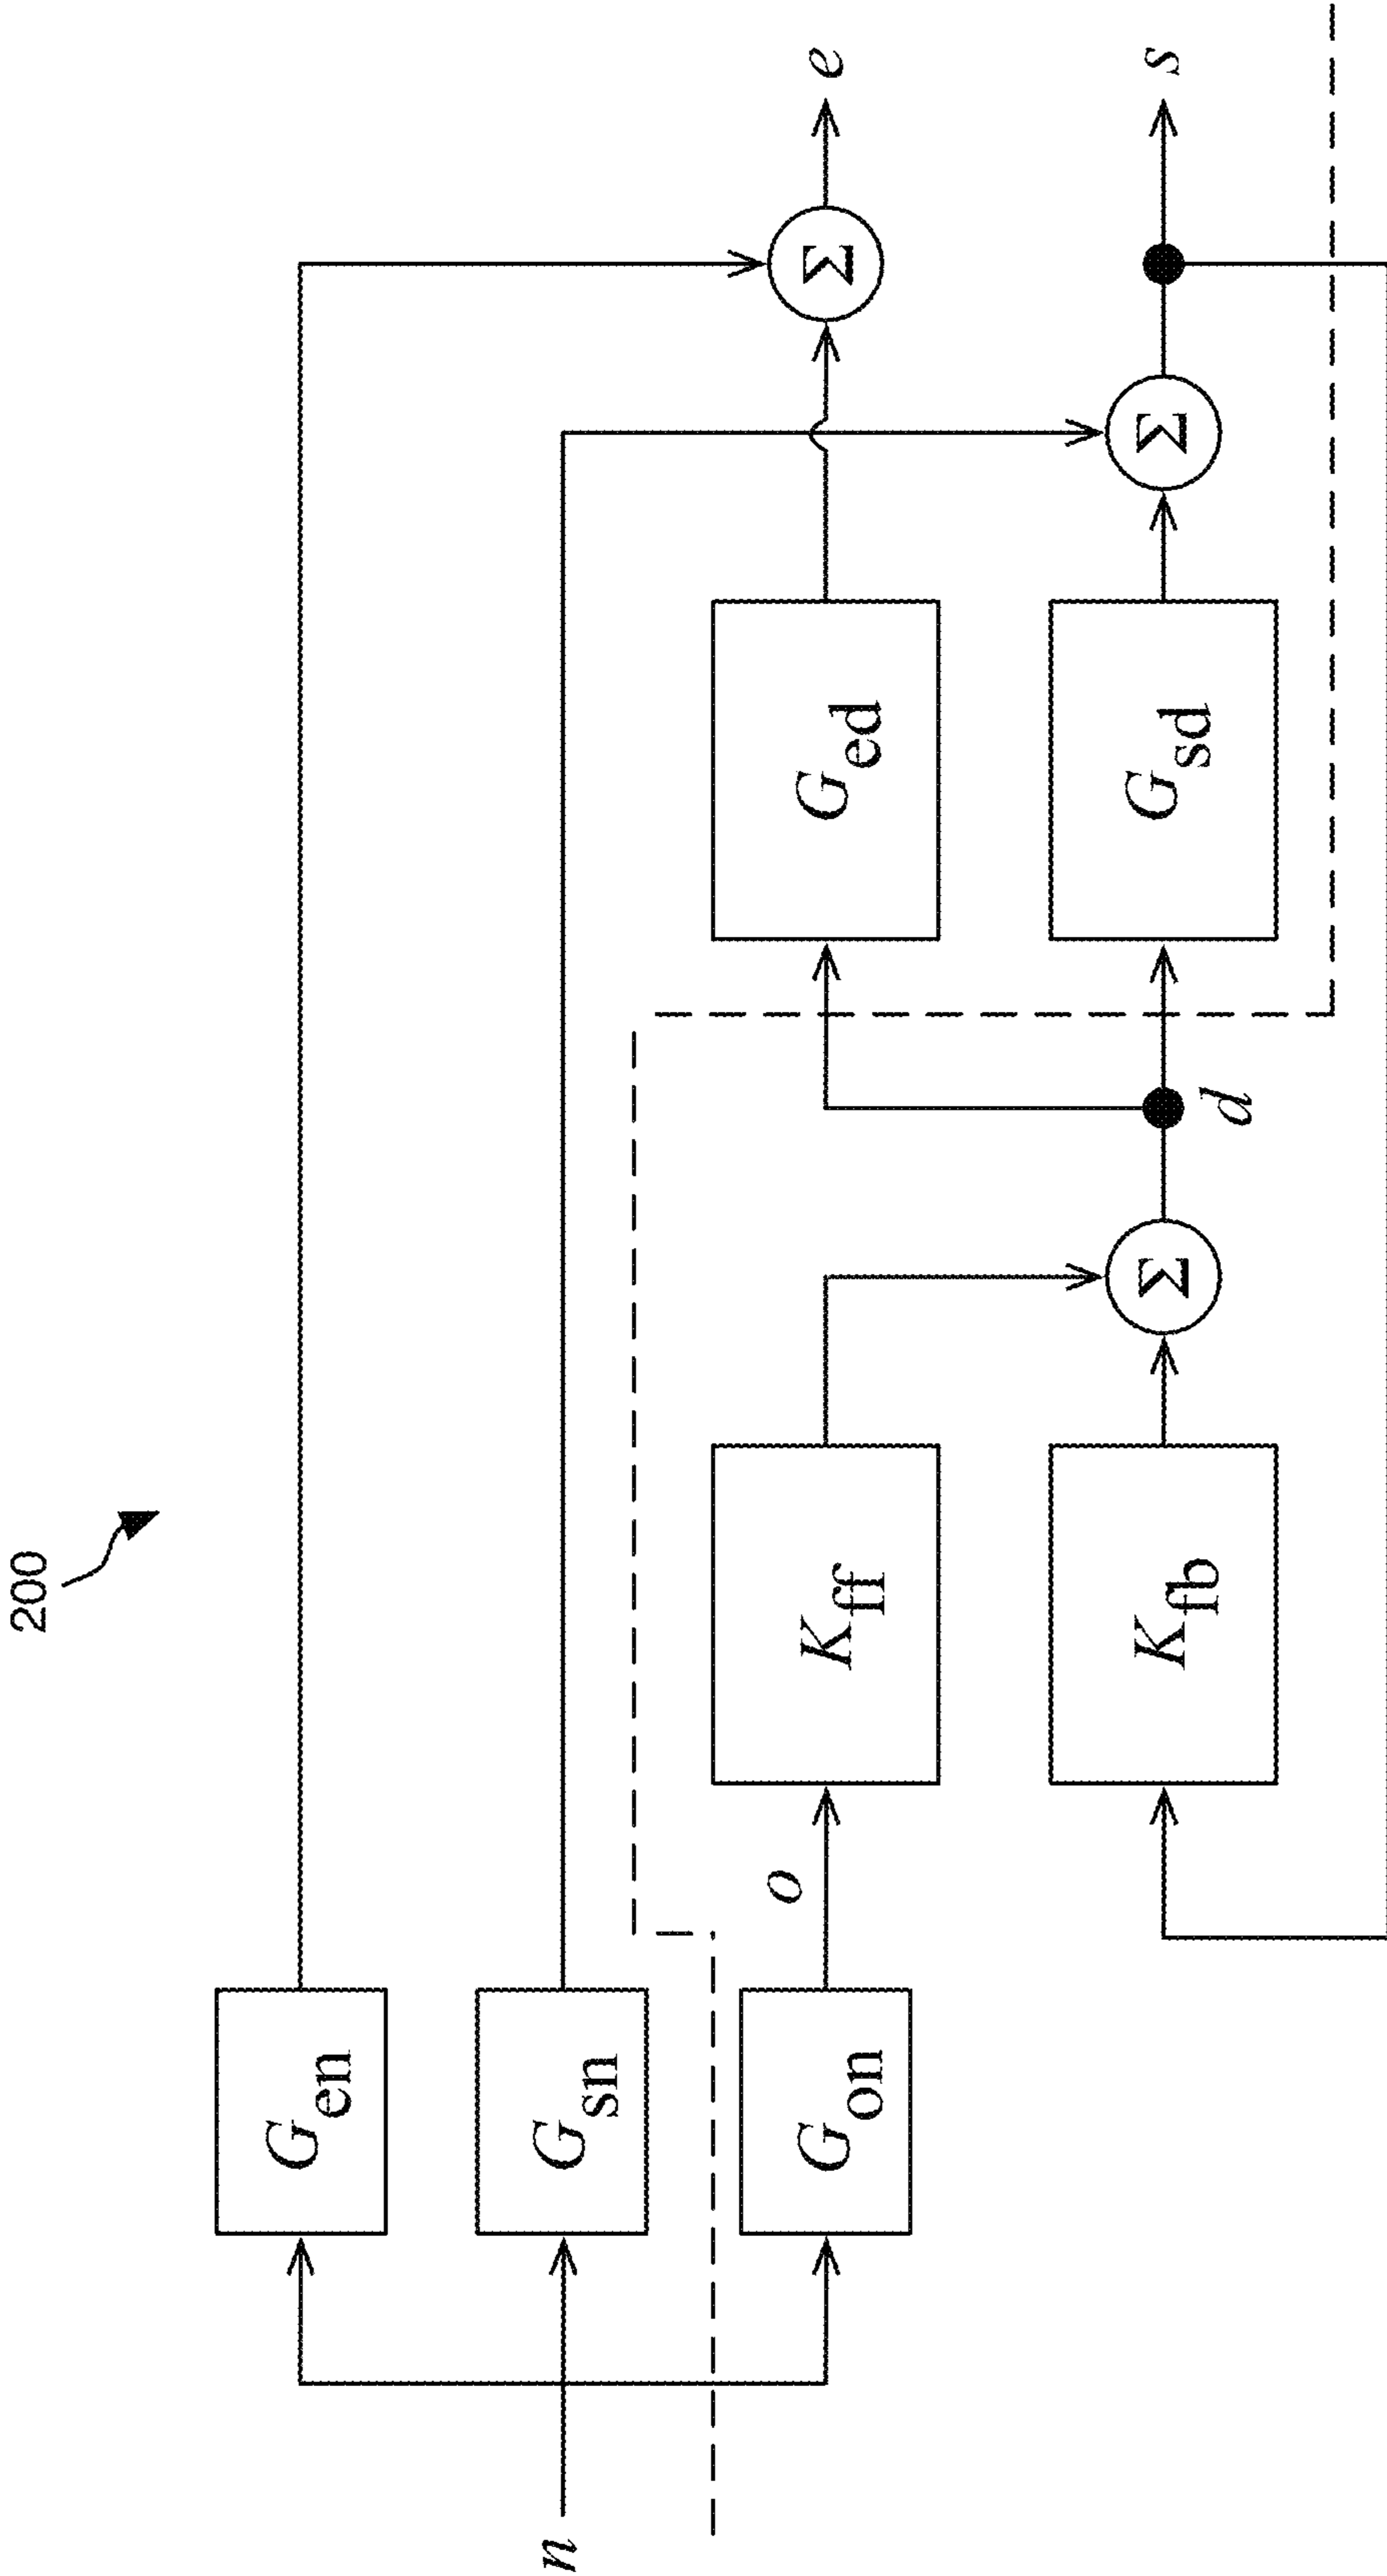 200
n
G_en
G_sn
G_on
o
K_ff
K_fb
Σ
d
G_ed
G_sd
Σ
Σ
e
s